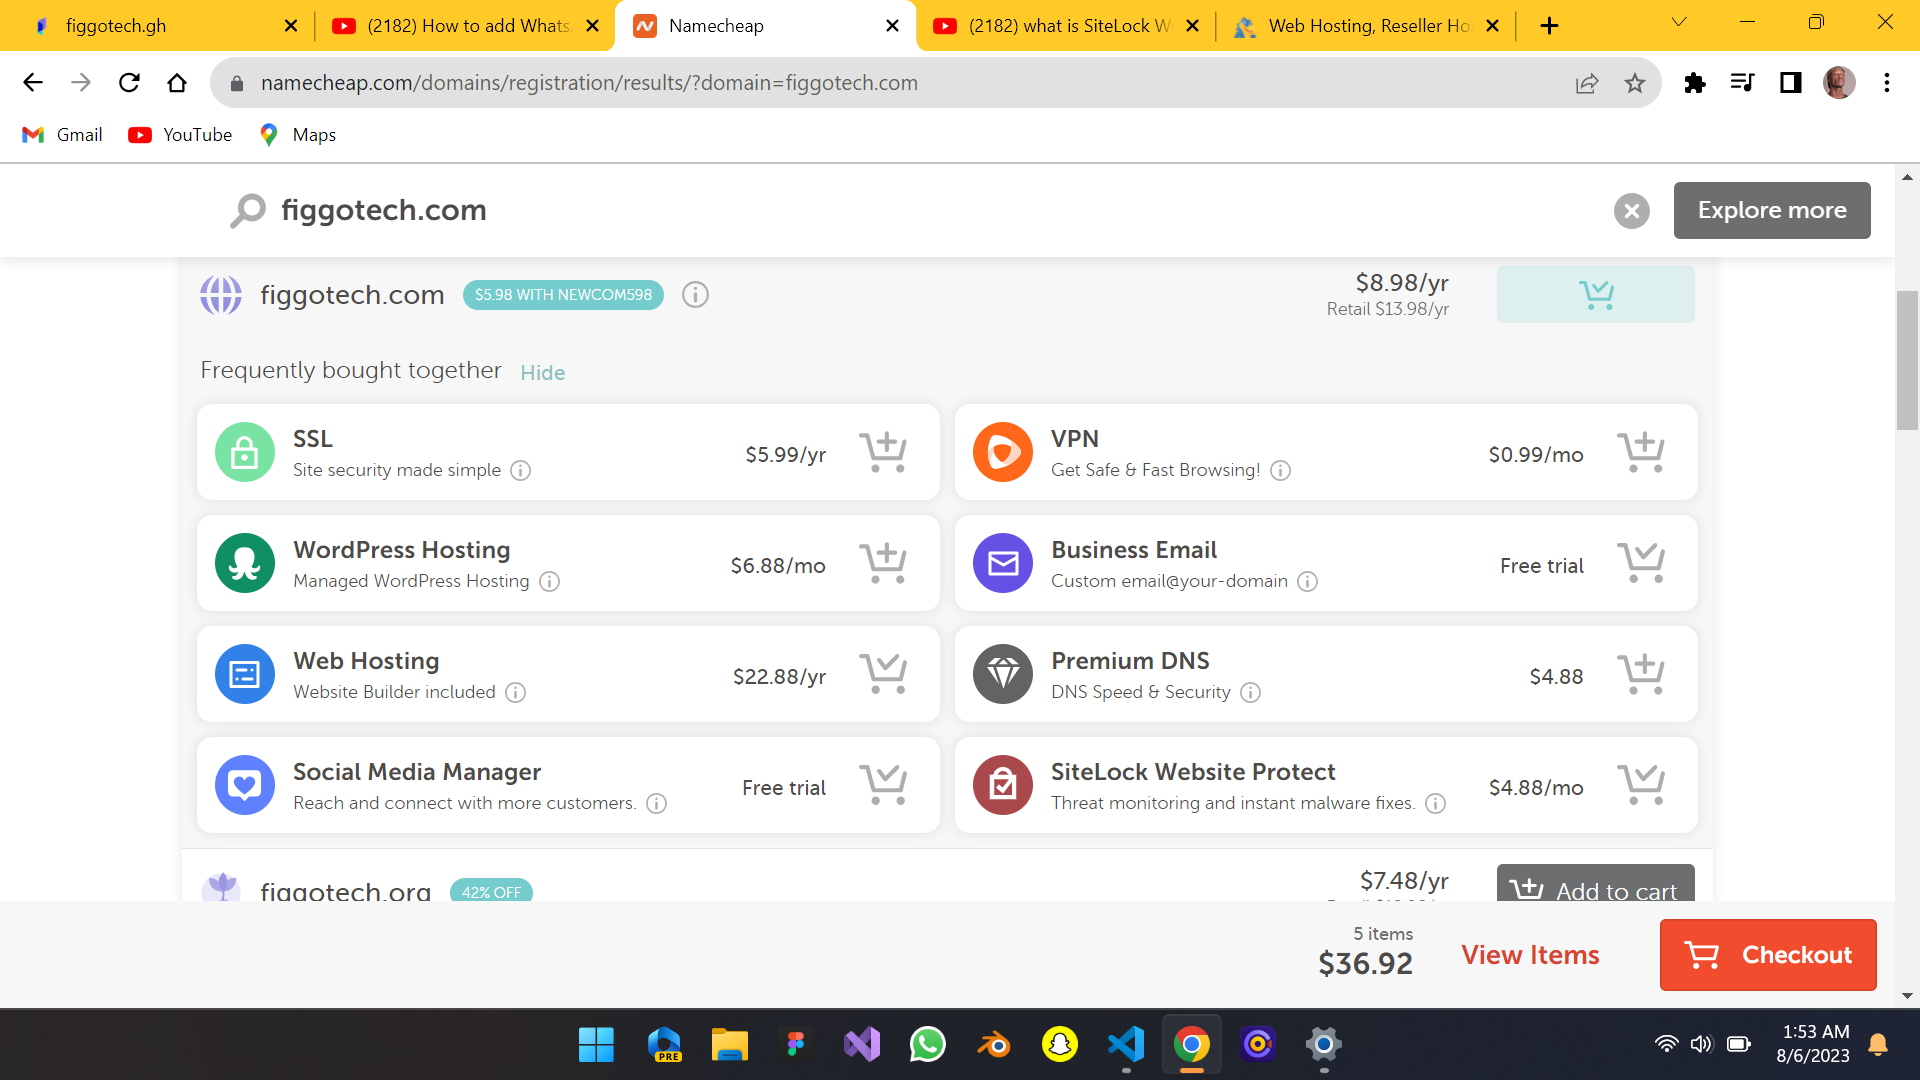 figgotech.gh
(2182) How to add Whats
Namecheap
(2182) what is SiteLock W
Web Hosting, Reseller Ho
namecheap.com/domains/registration/results/?domain=figgotech.com
Gmail
YouTube
Maps
figgotech.com
Explore more
figgotech.com
$5.98 WITH NEWCOM598
$8.98/yr
Retail $13.98/yr
Frequently bought together
Hide
SSL
Site security made simple
$5.99/yr
VPN
Get Safe & Fast Browsing!
$0.99/mo
WordPress Hosting
Managed WordPress Hosting
$6.88/mo
Business Email
Custom email@your-domain
Free trial
Web Hosting
Website Builder included
$22.88/yr
Premium DNS
DNS Speed & Security
$4.88
Social Media Manager
Reach and connect with more customers.
Free trial
SiteLock Website Protect
Threat monitoring and instant malware fixes.
$4.88/mo
figgotech.org
42% OFF
$7.48/yr
Add to cart
5 items
$36.92
View Items
Checkout
PRE
1:53 AM
8/6/2023